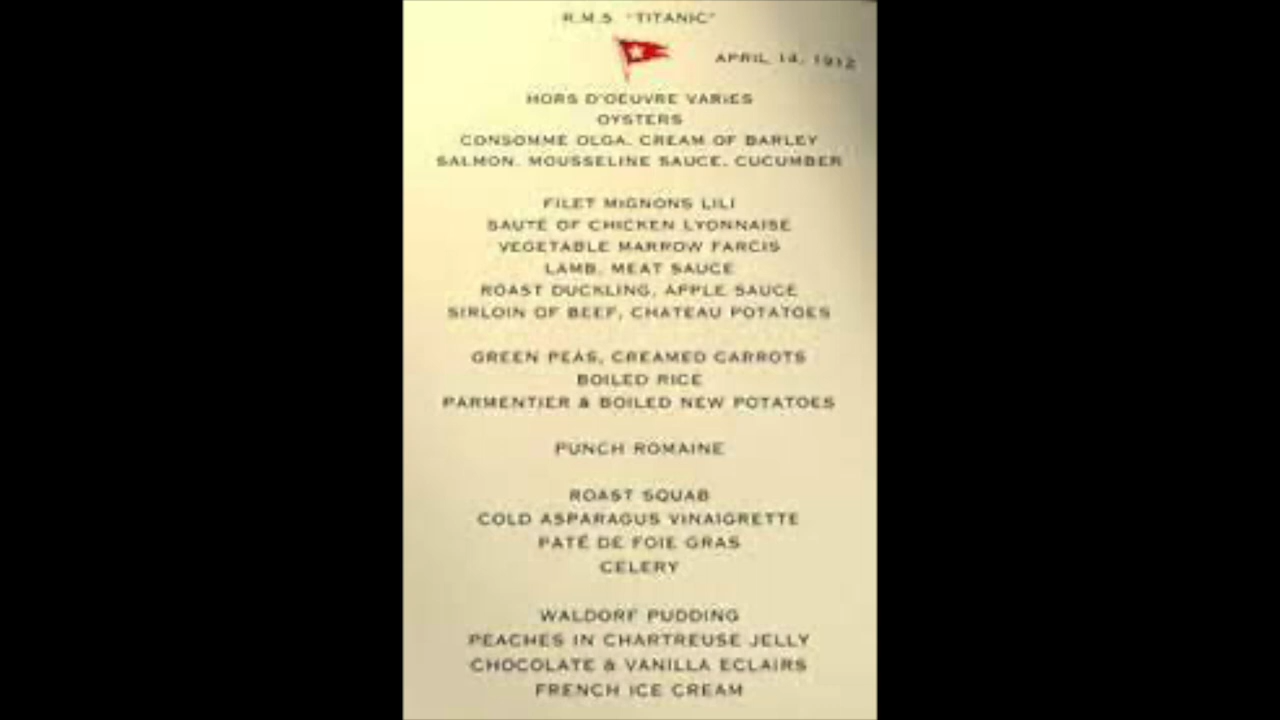 R.M.S. "TITANIC"
APRIL 14, 1912
HORS D'OEUVRE VARIES
OYSTERS
CONSOMME OLGA, CREAM OF BARLEY
SALMON, MOUSSELINE SAUCE, CUCUMBER
FILET MIGNONS LILI
SAUTE OF CHICKEN LYONNAISE
VEGETABLE MARROW FARCIS
LAMB, MEAT SAUCE
ROAST DUCKLING, APPLE SAUCE
SIRLOIN OF BEEF, CHATEAU POTATOES
GREEN PEAS, CREAMED CARROTS
BOILED RICE
PARMENTIER & BOILED NEW POTATOES
PUNCH ROMAINE
ROAST SQUAB
COLD ASPARAGUS VINAIGRETTE
PATÉ DE FOIE GRAS
CELERY
WALDORF PUDDING
PEACHES IN CHARTREUSE JELLY
CHOCOLATE & VANILLA ECLAIRS
FRENCH ICE CREAM